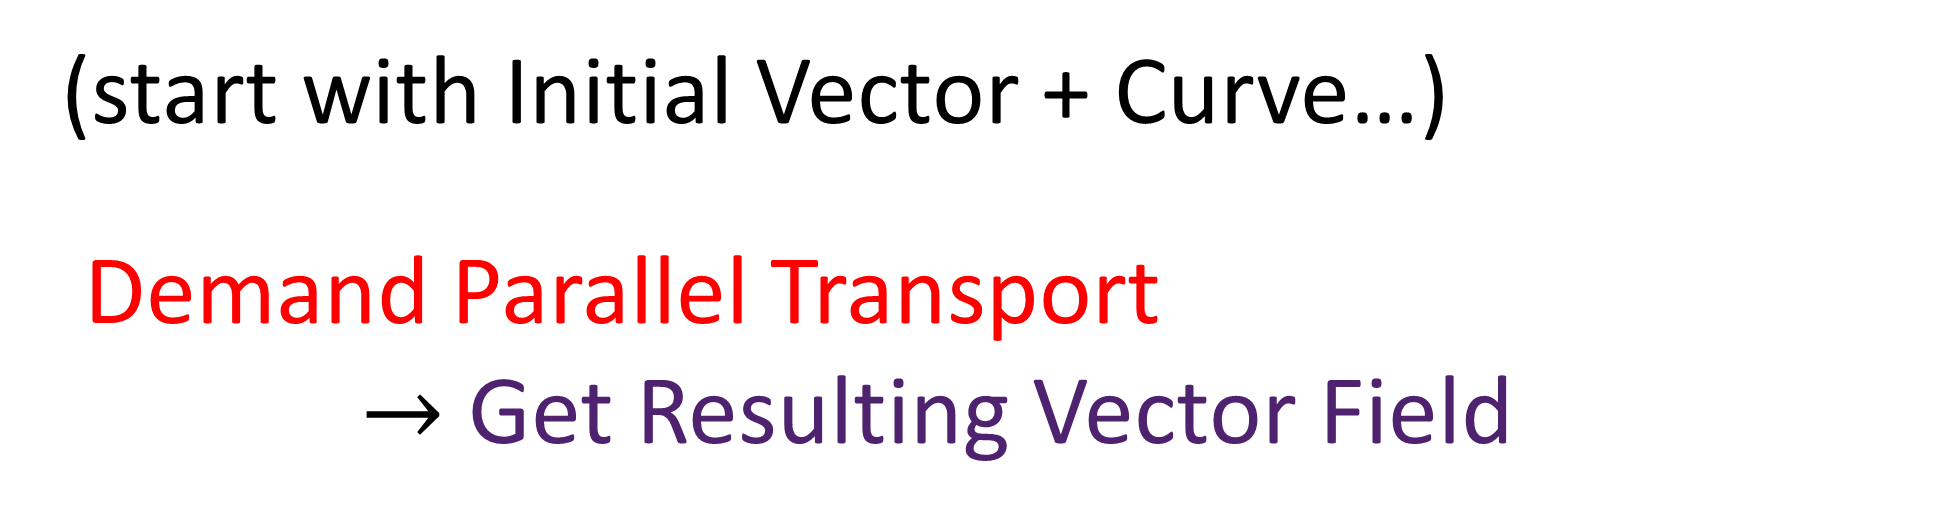 (start with Initial Vector + Curve…)
Demand Parallel Transport
→ Get Resulting Vector Field